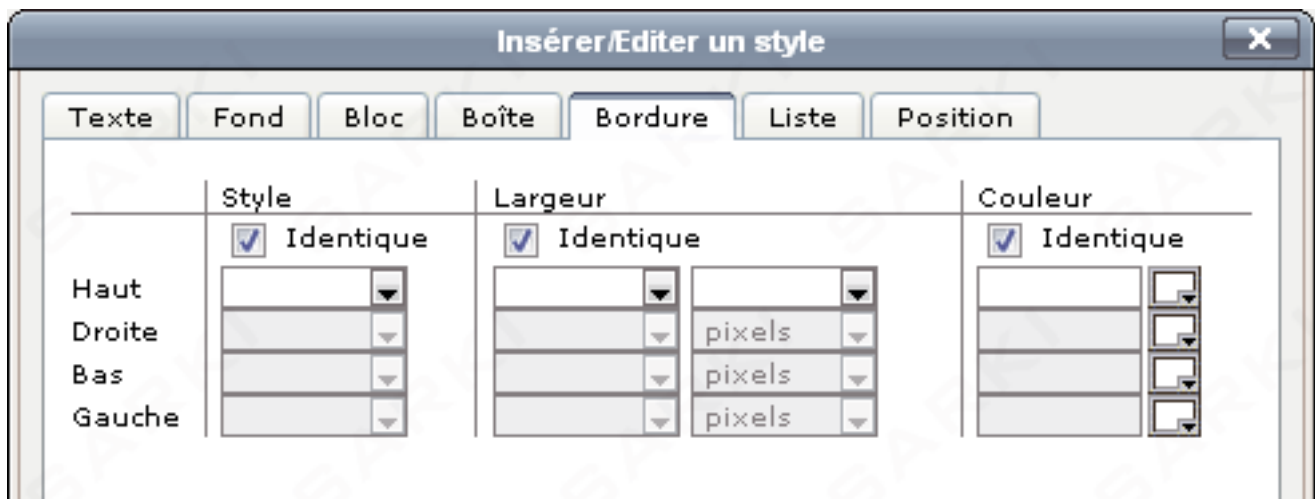 Insérer/Editer un style
Texte Fond Bloc Boîte Bordure Liste Position
Style Largeur Couleur
Identique Identique Identique
Haut
Droite pixels
Bas pixels
Gauche pixels
SARKI